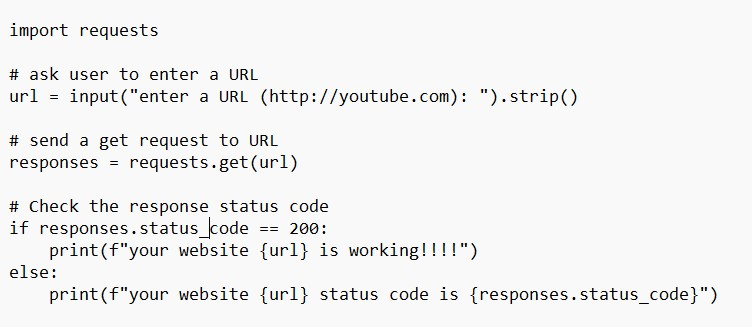 import requests
# ask user to enter a URL
url = input("enter a URL (http://youtube.com): ").strip()
# send a get request to URL
responses = requests.get(url)
# Check the response status code
if responses.status_code == 200:
    print(f"your website {url} is working!!!!")
else:
    print(f"your website {url} status code is {responses.status_code}")